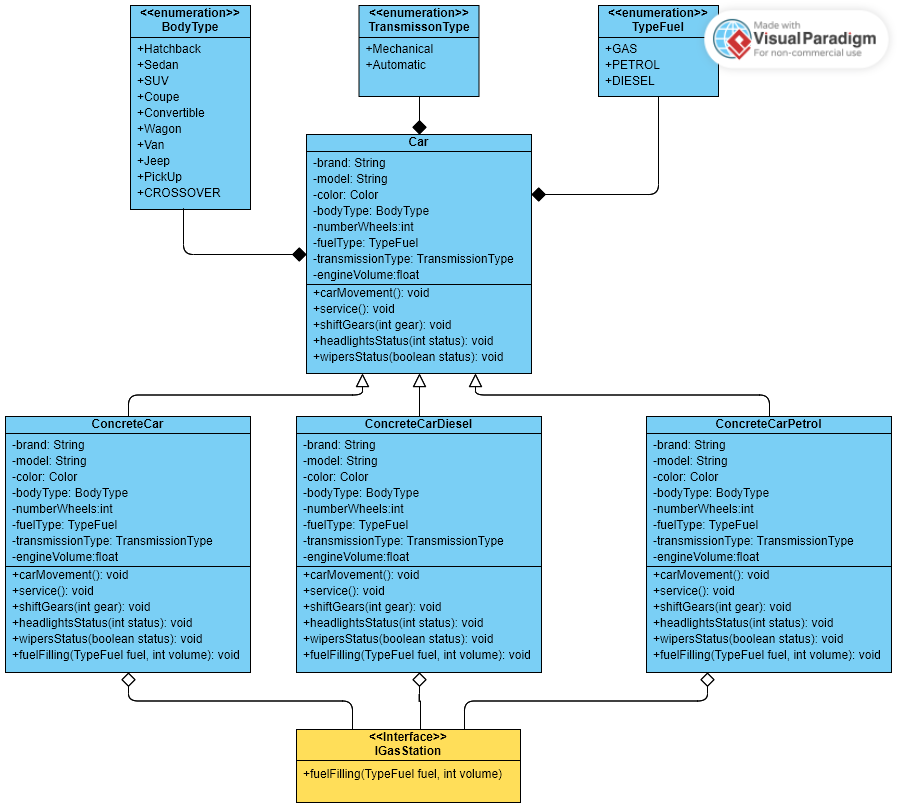 <<enumeration>>
BodyType
+Hatchback
+Sedan
+SUV
+Coupe
+Convertible
+Wagon
+Van
+Jeep
+PickUp
+CROSSOVER
<<enumeration>>
TransmissonType
+Mechanical
+Automatic
<<enumeration>>
TypeFuel
+GAS
+PETROL
+DIESEL
Made with
Visual Paradigm
For non-commercial use
Car
-brand: String
-model: String
-color: Color
-bodyType: BodyType
-numberWheels:int
-fuelType: TypeFuel
-transmissionType: TransmissionType
-engineVolume:float
+carMovement(): void
+service(): void
+shiftGears(int gear): void
+headlightsStatus(int status): void
+wipersStatus(boolean status): void
ConcreteCar
-brand: String
-model: String
-color: Color
-bodyType: BodyType
-numberWheels:int
-fuelType: TypeFuel
-transmissionType: TransmissionType
-engineVolume:float
+carMovement(): void
+service(): void
+shiftGears(int gear): void
+headlightsStatus(int status): void
+wipersStatus(boolean status): void
+fuelFilling(TypeFuel fuel, int volume): void
ConcreteCarDiesel
-brand: String
-model: String
-color: Color
-bodyType: BodyType
-numberWheels:int
-fuelType: TypeFuel
-transmissionType: TransmissionType
-engineVolume:float
+carMovement(): void
+service(): void
+shiftGears(int gear): void
+headlightsStatus(int status): void
+wipersStatus(boolean status): void
+fuelFilling(TypeFuel fuel, int volume): void
ConcreteCarPetrol
-brand: String
-model: String
-color: Color
-bodyType: BodyType
-numberWheels:int
-fuelType: TypeFuel
-transmissionType: TransmissionType
-engineVolume:float
+carMovement(): void
+service(): void
+shiftGears(int gear): void
+headlightsStatus(int status): void
+wipersStatus(boolean status): void
+fuelFilling(TypeFuel fuel, int volume): void
<<Interface>>
IGasStation
+fuelFilling(TypeFuel fuel, int volume)